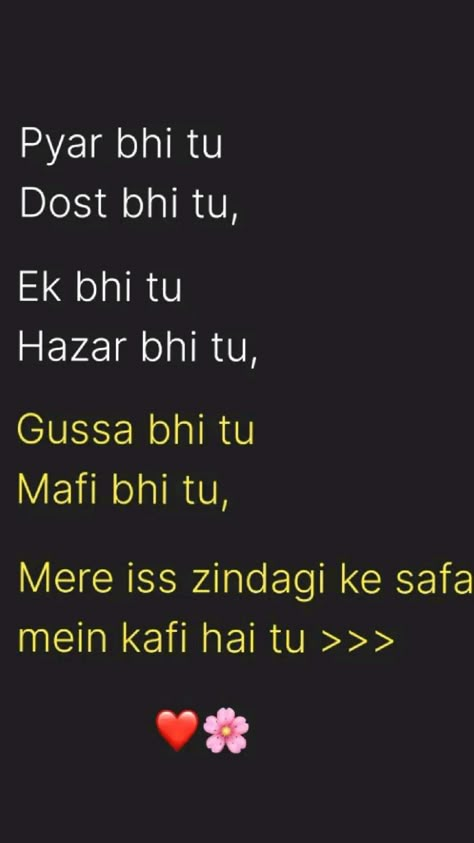 Pyar bhi tu
Dost bhi tu,
Ek bhi tu
Hazar bhi tu,
Gussa bhi tu
Mafi bhi tu,
Mere iss zindagi ke safa
mein kafi hai tu >>>
❤️🌸